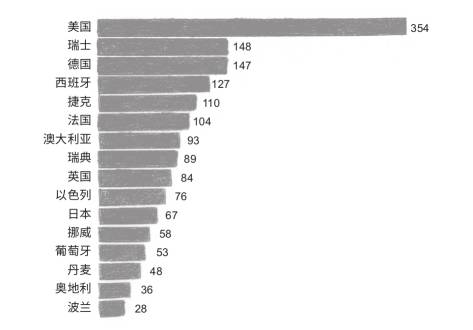 美国 354
瑞士 148
德国 147
西班牙 127
捷克 110
法国 104
澳大利亚 93
瑞典 89
英国 84
以色列 76
日本 67
挪威 58
葡萄牙 53
丹麦 48
奥地利 36
波兰 28